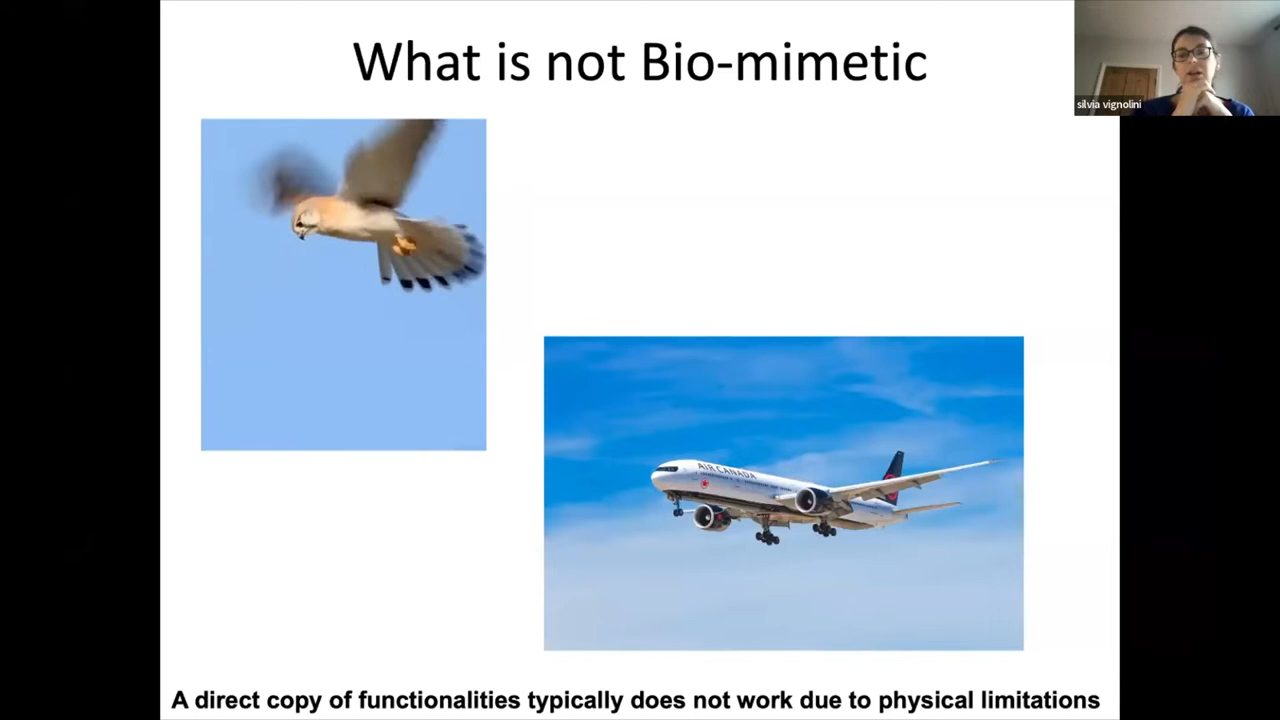 What is not Bio-mimetic
silvia vignolini
AIR CANADA
A direct copy of functionalities typically does not work due to physical limitations